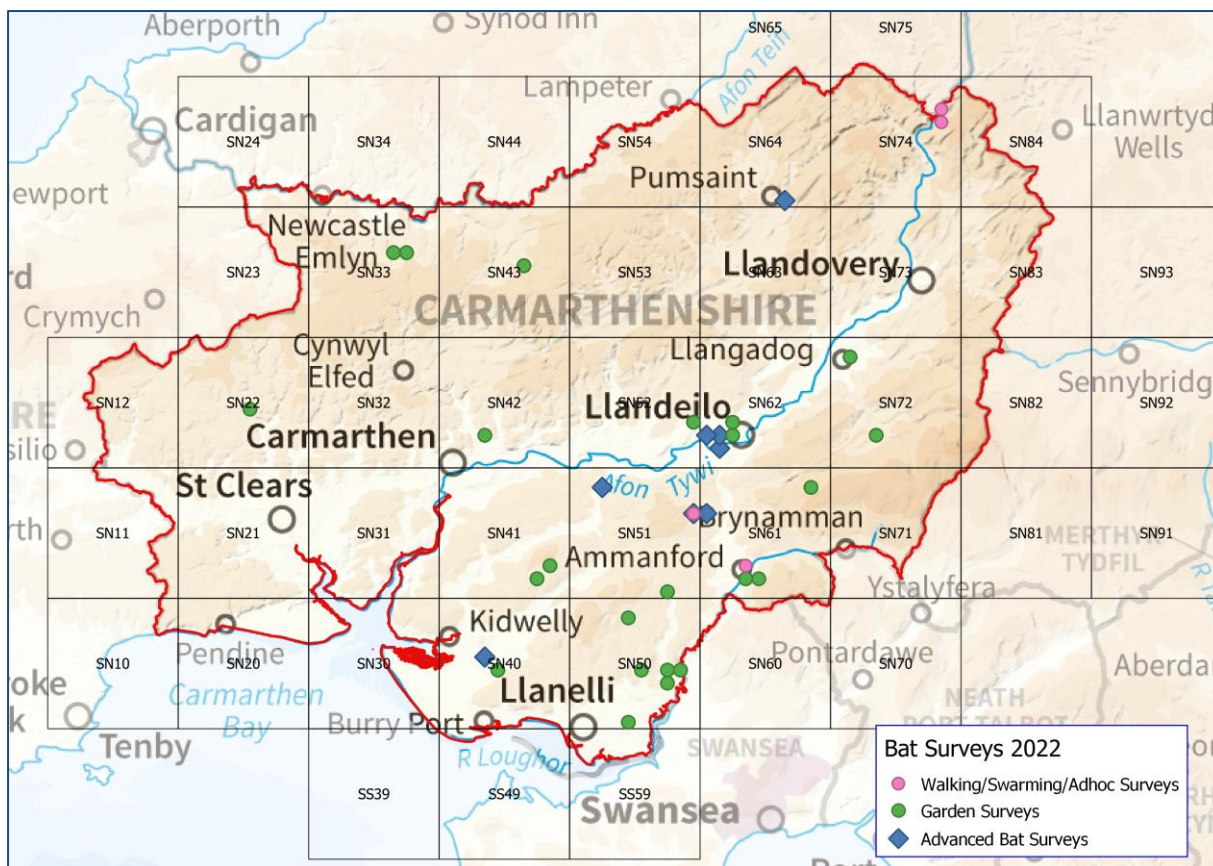 Aberporth
Synod Inn
SN65
SN75
Afon Teifi
Lampeter
Cardigan
Llanwrtyd
Wells
SN24
SN34
SN44
SN54
SN64
SN74
SN84
ewport
Pumsaint
Newcastle
Emlyn
Llandovery
SN23
SN33
SN43
SN53
SN63
SN73
SN83
SN93
rd
Crymych
CARMARTHENSHIRE
Cynwyl
Elfed
Llangadog
Sennybridg
SN12
SN22
SN32
SN42
SN52
SN62
SN72
SN82
SN92
RE
silio
Llandeilo
Carmarthen
St Clears
Afon Tywi
Brynamman
rth
SN11
SN21
SN31
SN41
SN51
SN61
SN71
SN81
SN91
MERTHYR
TYDFIL
Ammanford
Ystalyfera
Kidwelly
Pendine
Pontardawe
SN10
SN20
SN30
SN40
SN50
SN60
SN70
Aberda
roke
k
Carmarthen
Bay
Llanelli
NEATH
PORT TALBOT
Burry Port
Tenby
SWANSEA
R Loughor
SS39
SS49
SS59
Swansea
Bat Surveys 2022
Walking/Swarming/Adhoc Surveys
Garden Surveys
Advanced Bat Surveys